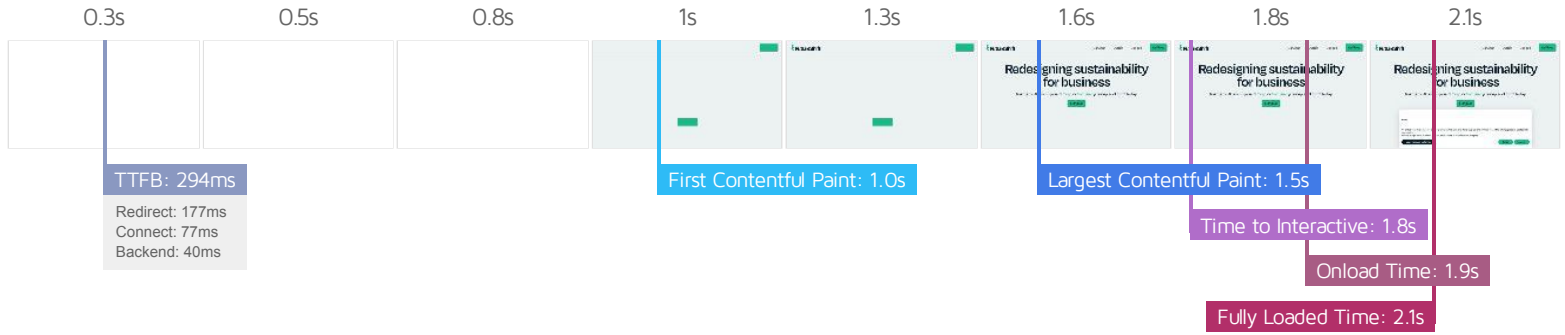 0.3s 0.5s 0.8s 1s 1.3s 1.6s 1.8s 2.1s
Redesigning sustainability
for business
Redesigning sustainability
for business
Redesigning sustainability
for business
TTFB: 294ms
Redirect: 177ms
Connect: 77ms
Backend: 40ms
First Contentful Paint: 1.0s
Largest Contentful Paint: 1.5s
Time to Interactive: 1.8s
Onload Time: 1.9s
Fully Loaded Time: 2.1s